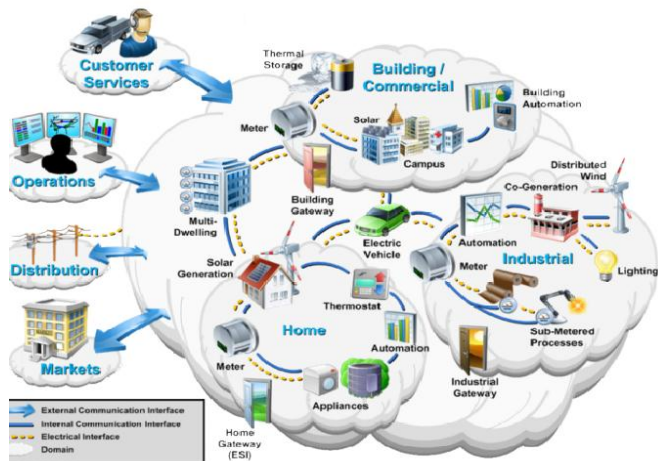 Customer
Services
Operations
Distribution
Markets
Thermal
Storage
Building /
Commercial
Building
Automation
Meter
Solar
Campus
Multi-
Dwelling
Building
Gateway
Electric
Vehicle
Distributed
Wind
Co-Generation
Automation
Industrial
Meter
Lighting
Sub-Metered
Processes
Industrial
Gateway
Solar
Generation
Thermostat
Home
Automation
Meter
Appliances
Home
Gateway
(ESI)
External Communication Interface
Internal Communication Interface
Electrical Interface
Domain